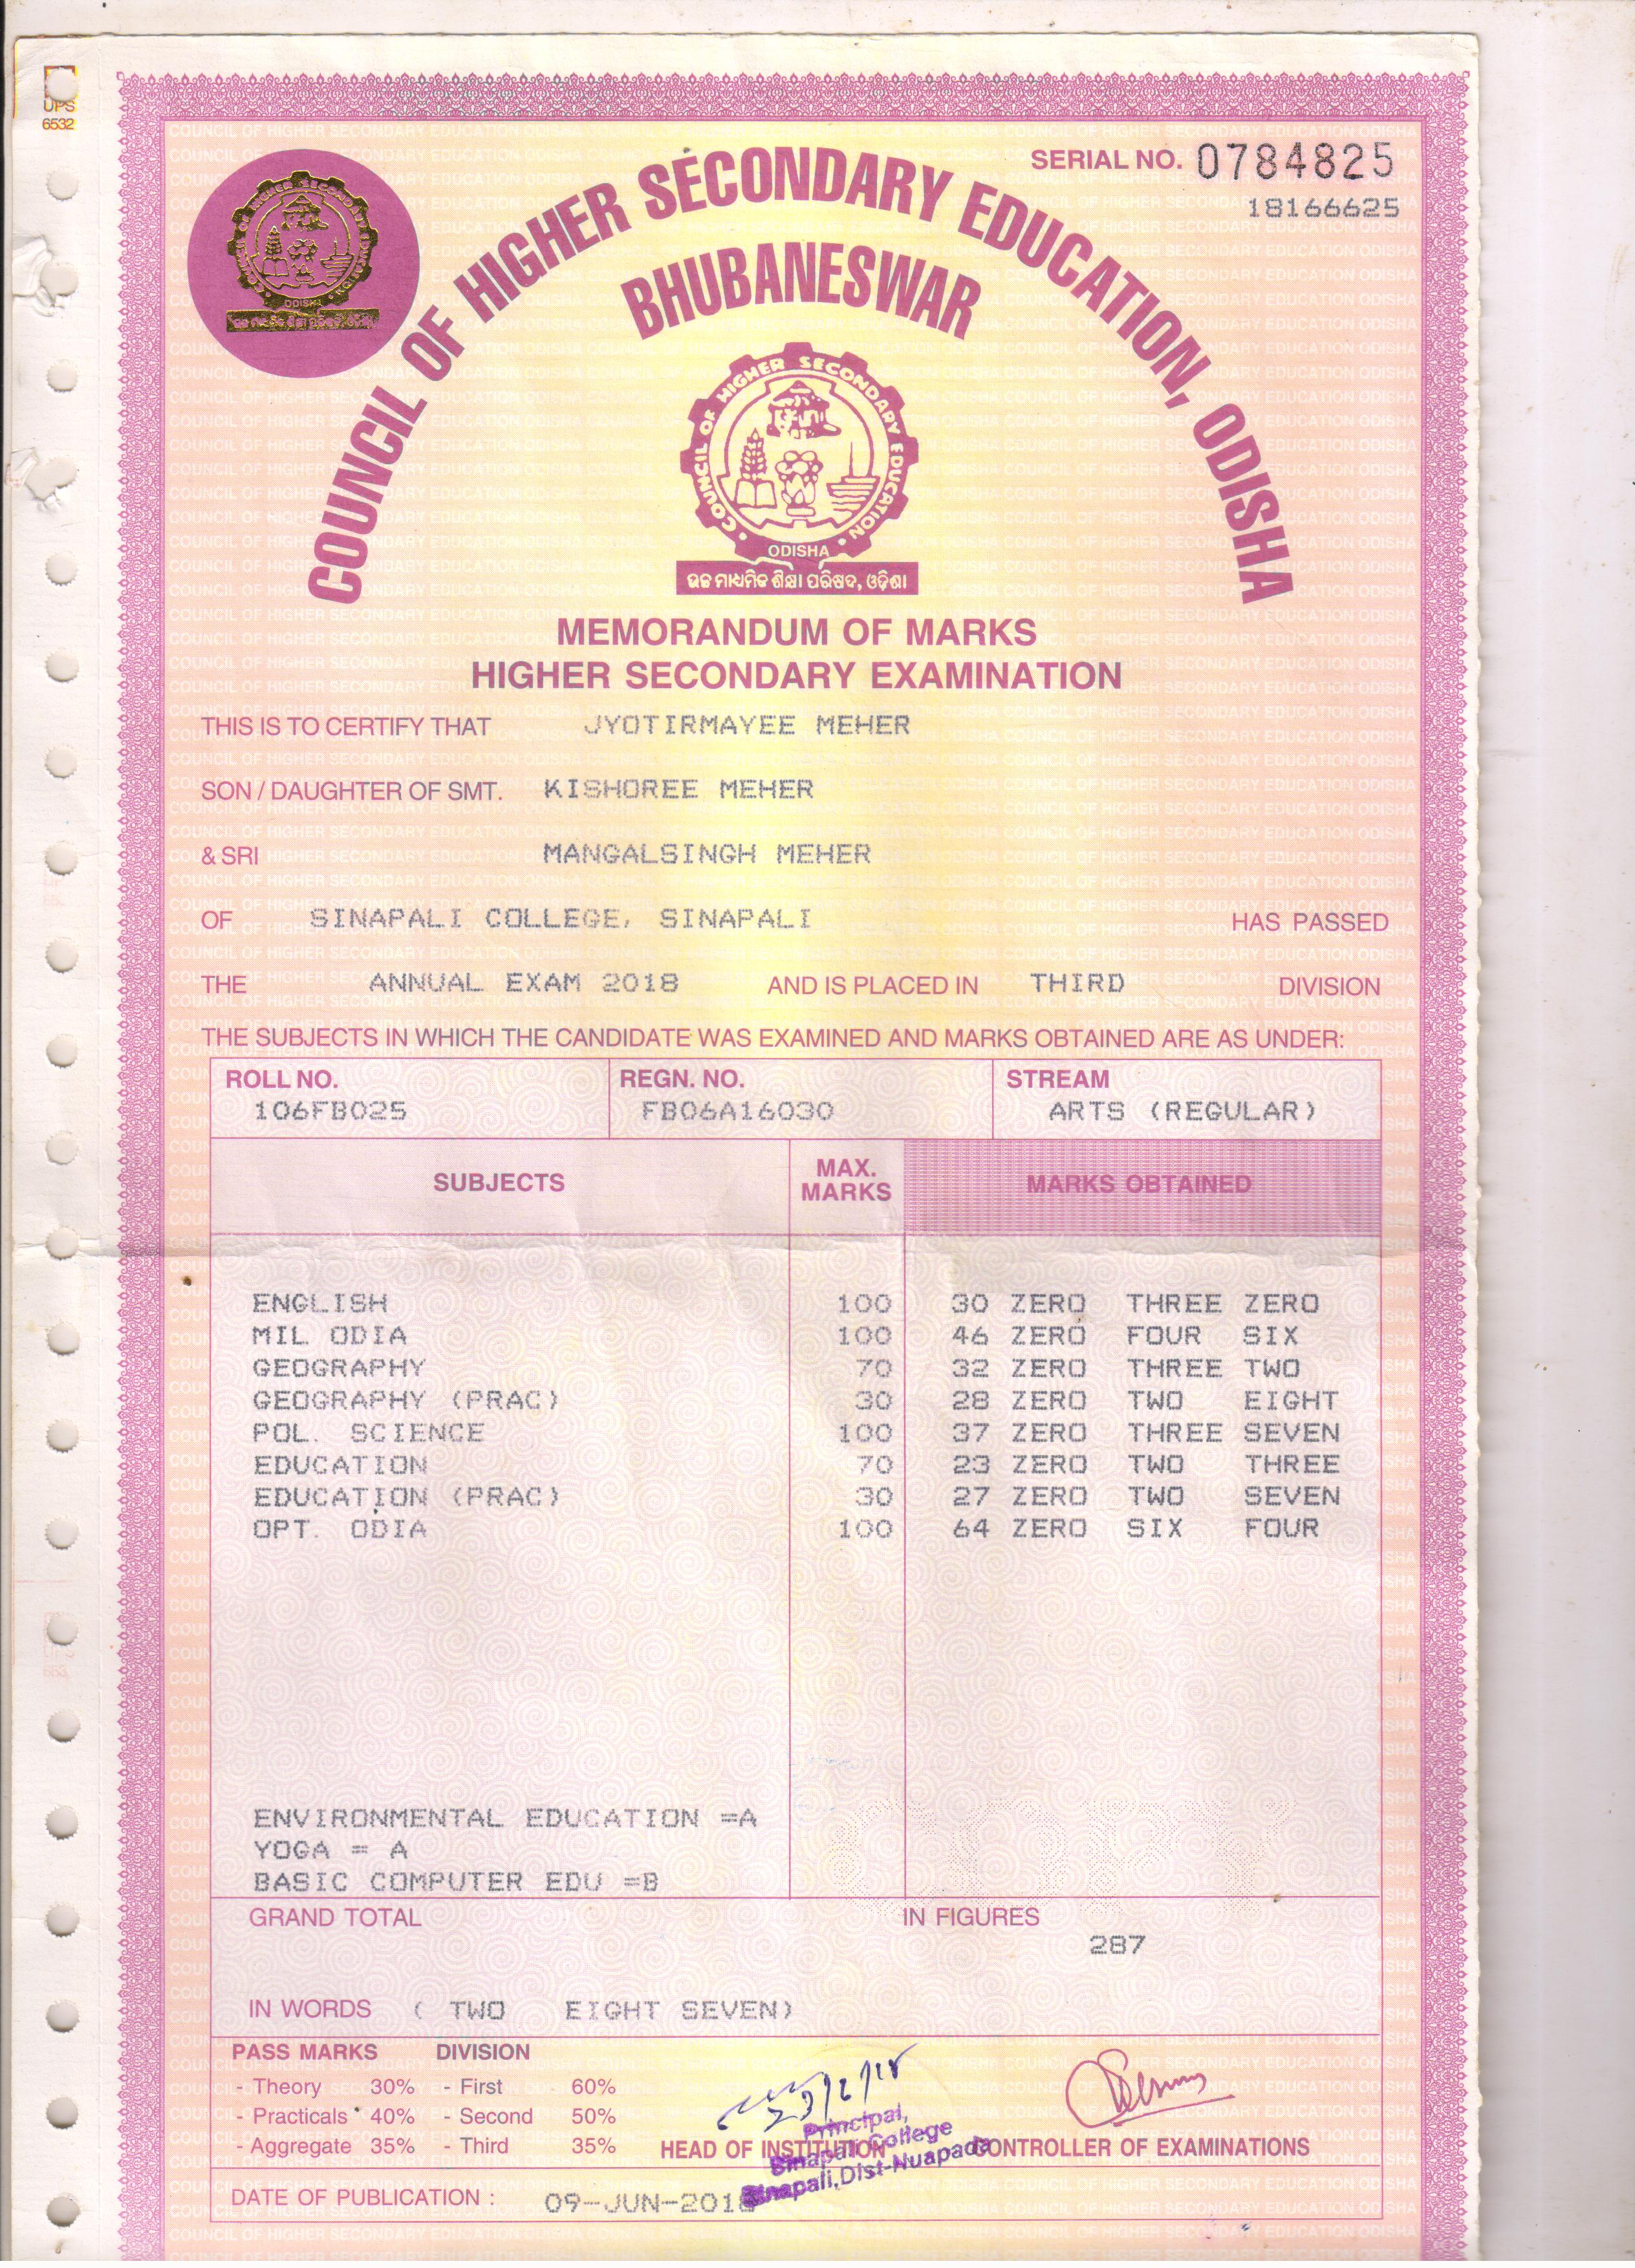 UPS
6532
SERIAL NO. 0784825
18166625
COUNCIL OF HIGHER SECONDARY EDUCATION, ODISHA
BHUBANESWAR
COUNCIL OF HIGHER SECONDARY EDUCATION
ODISHA
ଉଚ୍ଚ ମାଧ୍ୟମିକ ଶିକ୍ଷା ପରିଷଦ, ଓଡ଼ିଶା
MEMORANDUM OF MARKS
HIGHER SECONDARY EXAMINATION
THIS IS TO CERTIFY THAT JYOTIRMAYEE MEHER
SON / DAUGHTER OF SMT. KISHOREE MEHER
& SRI MANGALSINGH MEHER
OF SINAPALI COLLEGE, SINAPALI HAS PASSED
THE ANNUAL EXAM 2018 AND IS PLACED IN THIRD DIVISION
THE SUBJECTS IN WHICH THE CANDIDATE WAS EXAMINED AND MARKS OBTAINED ARE AS UNDER:
ROLL NO. REGN. NO. STREAM
106FB025 FB06A16030 ARTS (REGULAR)
SUBJECTS MAX. MARKS MARKS OBTAINED
ENGLISH 100 30 ZERO THREE ZERO
MIL ODIA 100 46 ZERO FOUR SIX
GEOGRAPHY 70 32 ZERO THREE TWO
GEOGRAPHY (PRAC) 30 28 ZERO TWO EIGHT
POL. SCIENCE 100 37 ZERO THREE SEVEN
EDUCATION 70 23 ZERO TWO THREE
EDUCATION (PRAC) 30 27 ZERO TWO SEVEN
OPT. ODIA 100 64 ZERO SIX FOUR
ENVIRONMENTAL EDUCATION =A
YOGA = A
BASIC COMPUTER EDU =B
GRAND TOTAL IN FIGURES
287
IN WORDS ( TWO EIGHT SEVEN)
PASS MARKS DIVISION
- Theory 30% - First 60%
- Practicals 40% - Second 50%
- Aggregate 35% - Third 35%
Principal,
Sinapali College
Sinapali, Dist-Nuapada
HEAD OF INSTITUTION CONTROLLER OF EXAMINATIONS
DATE OF PUBLICATION : 09-JUN-2018